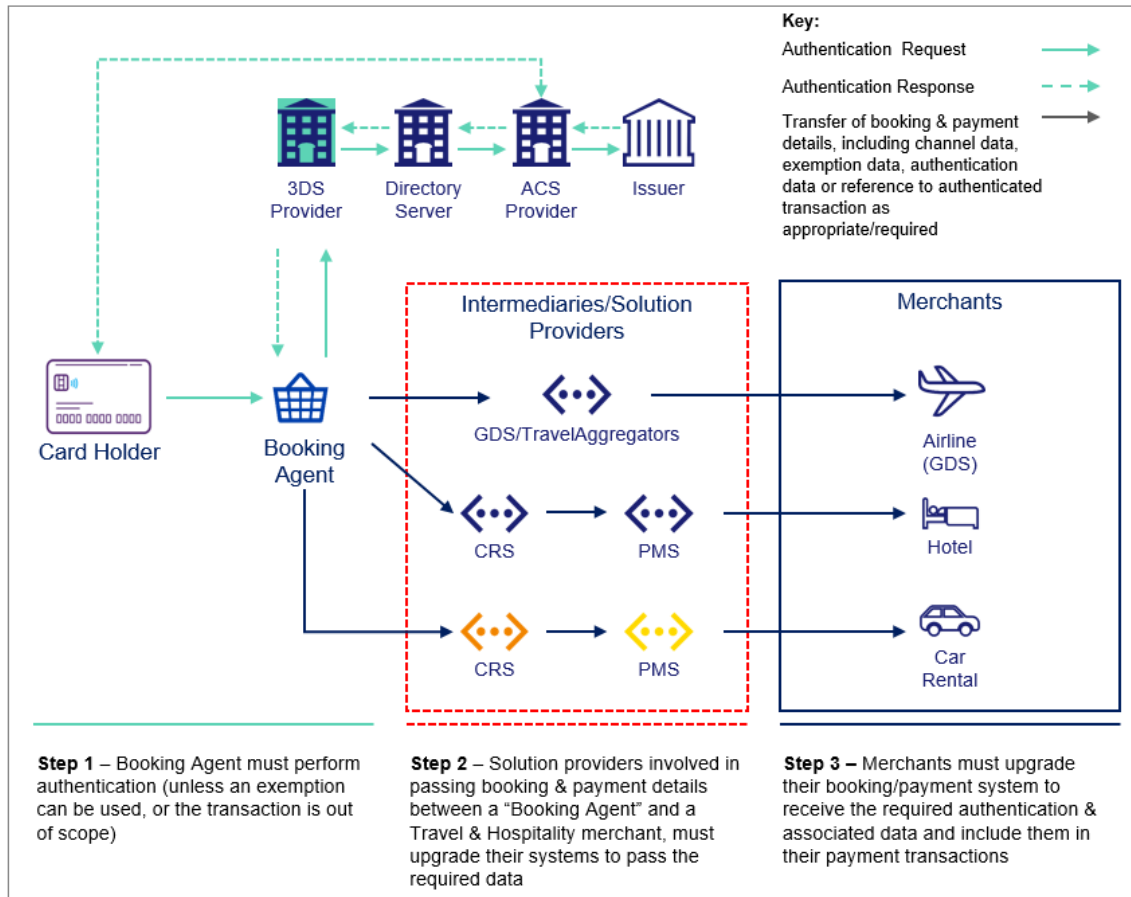 Key:
Authentication Request
Authentication Response
Transfer of booking & payment
details, including channel data,
exemption data, authentication
data or reference to authenticated
transaction as
appropriate/required
3DS
Provider
Directory
Server
ACS
Provider
Issuer
Intermediaries/Solution
Providers
Merchants
Card Holder
Booking
Agent
GDS/TravelAggregators
Airline
(GDS)
CRS
PMS
Hotel
CRS
PMS
Car
Rental
Step 1 – Booking Agent must perform
authentication (unless an exemption
can be used, or the transaction is out
of scope)
Step 2 – Solution providers involved in
passing booking & payment details
between a “Booking Agent” and a
Travel & Hospitality merchant, must
upgrade their systems to pass the
required data
Step 3 – Merchants must upgrade
their booking/payment system to
receive the required authentication &
associated data and include them in
their payment transactions